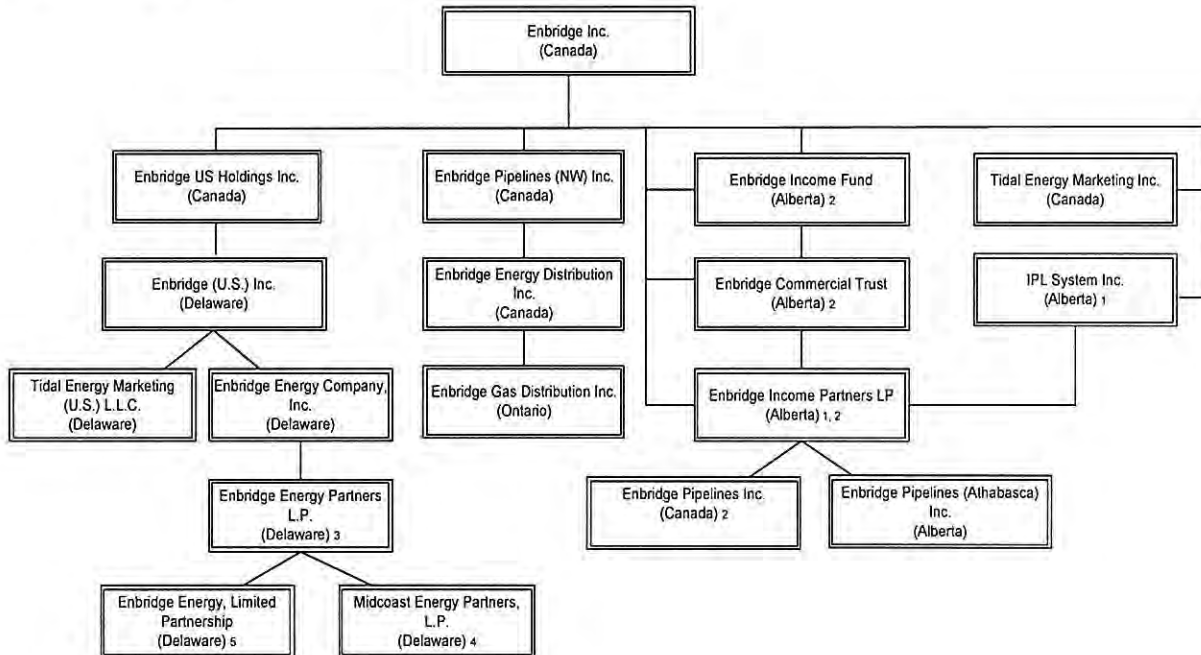 Enbridge Inc.
(Canada)
Enbridge US Holdings Inc.
(Canada)
Enbridge Pipelines (NW) Inc.
(Canada)
Enbridge Income Fund
(Alberta) 2
Tidal Energy Marketing Inc.
(Canada)
Enbridge (U.S.) Inc.
(Delaware)
Enbridge Energy Distribution
Inc.
(Canada)
Enbridge Commercial Trust
(Alberta) 2
IPL System Inc.
(Alberta) 1
Tidal Energy Marketing
(U.S.) L.L.C.
(Delaware)
Enbridge Energy Company,
Inc.
(Delaware)
Enbridge Gas Distribution Inc.
(Ontario)
Enbridge Income Partners LP
(Alberta) 1, 2
Enbridge Energy Partners
L.P.
(Delaware) 3
Enbridge Pipelines Inc.
(Canada) 2
Enbridge Pipelines (Athabasca)
Inc.
(Alberta)
Enbridge Energy, Limited
Partnership
(Delaware) 5
Midcoast Energy Partners,
L.P.
(Delaware) 4